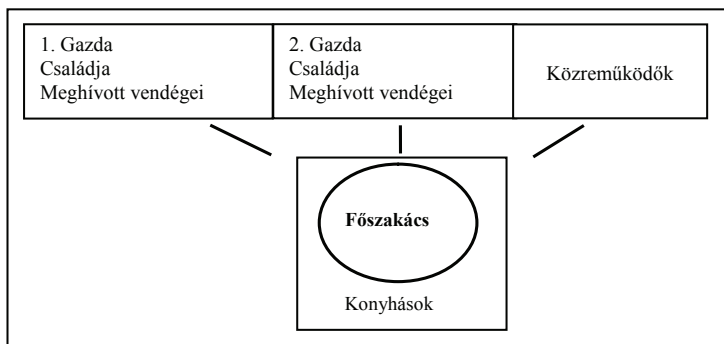 1. Gazda
Családja
Meghívott vendégei
2. Gazda
Családja
Meghívott vendégei
Közreműködők
Főszakács
Konyhások